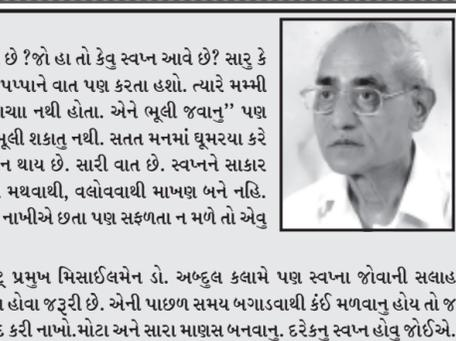 છે ?જો હા તો કેવુ સ્વપ્ન આવે છે? સારુ કે
પપ્પાને વાત પણ કરતા હશો. ત્યારે મમ્મી
નથી હોતા. એને ભૂલી જવાનુ” પણ
ભૂલી શકાતુ નથી. સતત મનમાં ઘૂમરયા કરે
ન થાય છે. સારી વાત છે. સ્વપ્નને સાકાર
મથવાથી, વલોવવાથી માખણ બને નહિ.
નાખીએ છતા પણ સફળતા ન મળે તો એવુ
પ્રમુખ મિસાઈલમેન ડો. અબ્દુલ કલામે પણ સ્વપ્ના જોવાની સલાહ
હોવા જરૂરી છે. એની પાછળ સમય બગાડવાથી કંઈ મળવાનુ હોય તો જ
કરી નાખો.મોટા અને સારા માણસ બનવાનુ. દરેકનુ સ્વપ્ન હોવુ જોઈએ.